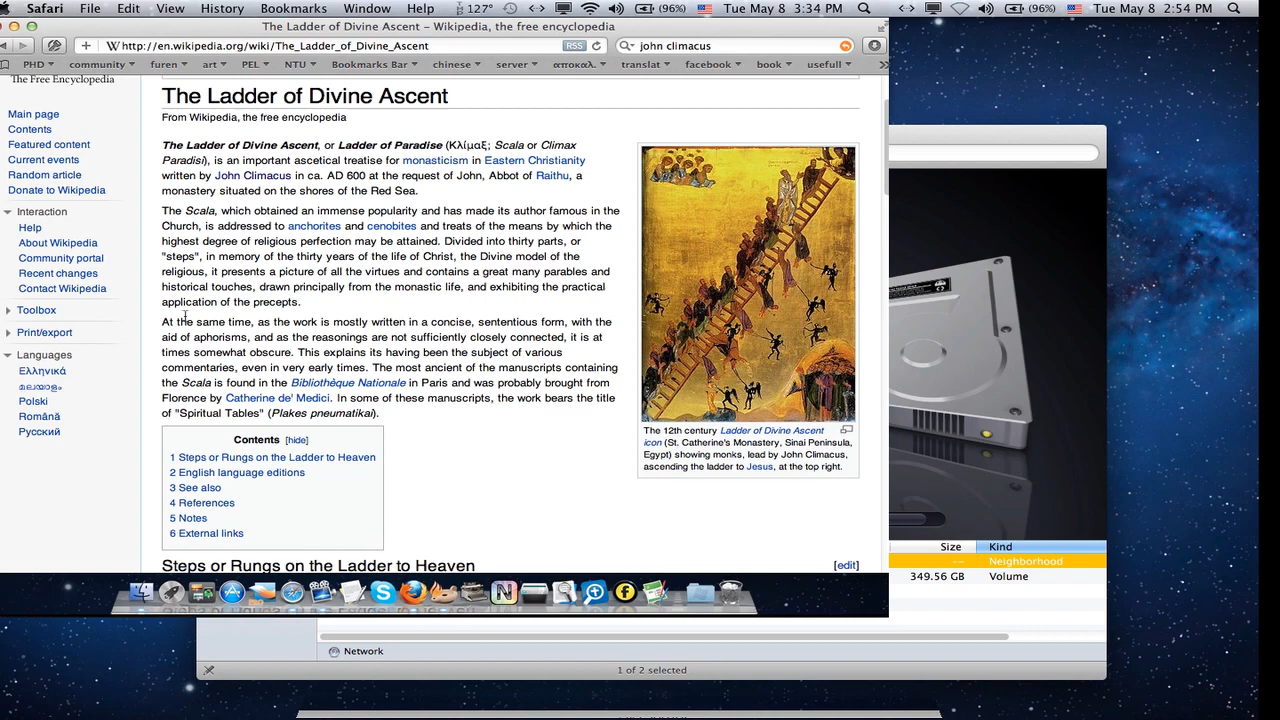 Safari File Edit View History Bookmarks Window Help 127° (96%) Tue May 8 3:34 PM (96%) Tue May 8 2:54 PM
The Ladder of Divine Ascent – Wikipedia, the free encyclopedia
http://en.wikipedia.org/wiki/The_Ladder_of_Divine_Ascent RSS john climacus
PHD community furen art PEL NTU Bookmarks Bar chinese server αποκαλ. translat facebook book usefull
The Free Encyclopedia
Main page
Contents
Featured content
Current events
Random article
Donate to Wikipedia
Interaction
Help
About Wikipedia
Community portal
Recent changes
Contact Wikipedia
Toolbox
Print/export
Languages
Ελληνικά
മലയാളം
Polski
Română
Русский
The Ladder of Divine Ascent
From Wikipedia, the free encyclopedia
The Ladder of Divine Ascent, or Ladder of Paradise (Κλίμαξ; Scala or Climax
Paradisi), is an important ascetical treatise for monasticism in Eastern Christianity
written by John Climacus in ca. AD 600 at the request of John, Abbot of Raithu, a
monastery situated on the shores of the Red Sea.
The Scala, which obtained an immense popularity and has made its author famous in the
Church, is addressed to anchorites and cenobites and treats of the means by which the
highest degree of religious perfection may be attained. Divided into thirty parts, or
"steps", in memory of the thirty years of the life of Christ, the Divine model of the
religious, it presents a picture of all the virtues and contains a great many parables and
historical touches, drawn principally from the monastic life, and exhibiting the practical
application of the precepts.
At the same time, as the work is mostly written in a concise, sententious form, with the
aid of aphorisms, and as the reasonings are not sufficiently closely connected, it is at
times somewhat obscure. This explains its having been the subject of various
commentaries, even in very early times. The most ancient of the manuscripts containing
the Scala is found in the Bibliothèque Nationale in Paris and was probably brought from
Florence by Catherine de' Medici. In some of these manuscripts, the work bears the title
of "Spiritual Tables" (Plakes pneumatikai).
The 12th century Ladder of Divine Ascent
icon (St. Catherine's Monastery, Sinai Peninsula,
Egypt) showing monks, lead by John Climacus,
ascending the ladder to Jesus, at the top right.
Contents [hide]
1 Steps or Rungs on the Ladder to Heaven
2 English language editions
3 See also
4 References
5 Notes
6 External links
Steps or Rungs on the Ladder to Heaven [edit]
Size Kind
-- Neighborhood
349.56 GB Volume
Network
1 of 2 selected